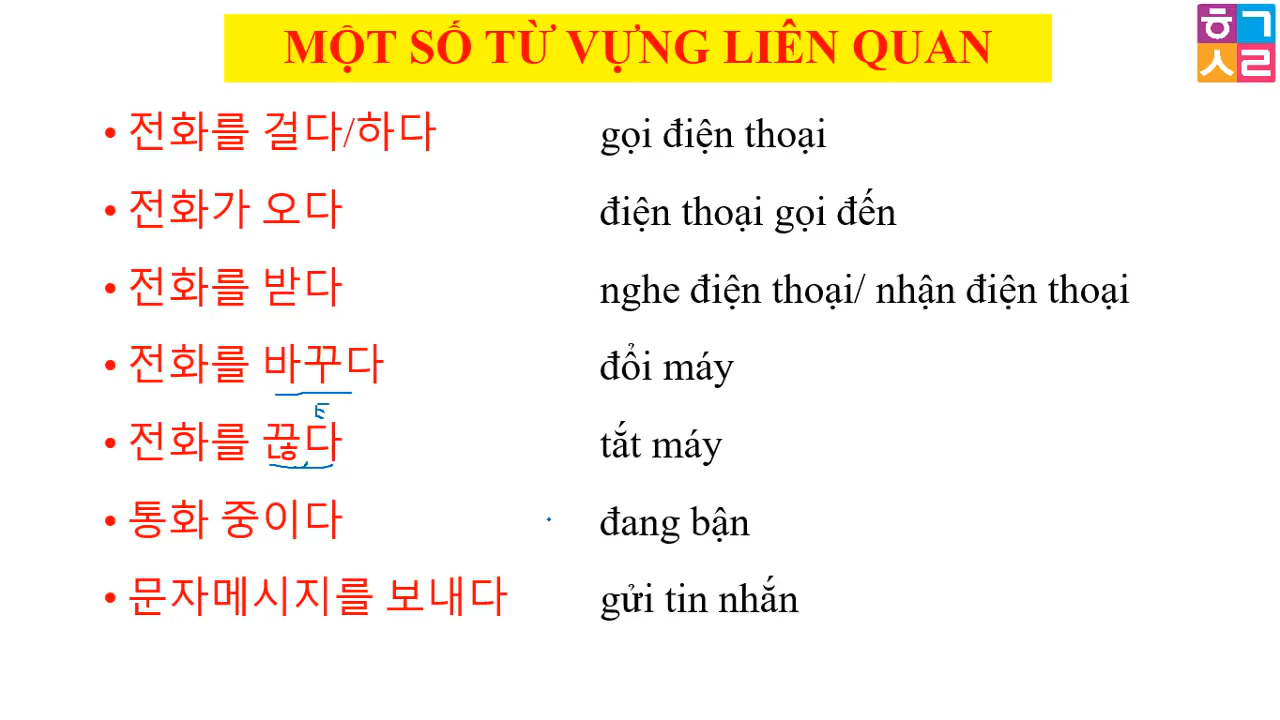 MỘT SỐ TỪ VỰNG LIÊN QUAN
ㅎㄱ
ㅅㄹ
• 전화를 걸다/하다 gọi điện thoại
• 전화가 오다 điện thoại gọi đến
• 전화를 받다 nghe điện thoại/ nhận điện thoại
• 전화를 바꾸다 đổi máy
ㅌ
• 전화를 끊다 tắt máy
• 통화 중이다 đang bận
• 문자메시지를 보내다 gửi tin nhắn